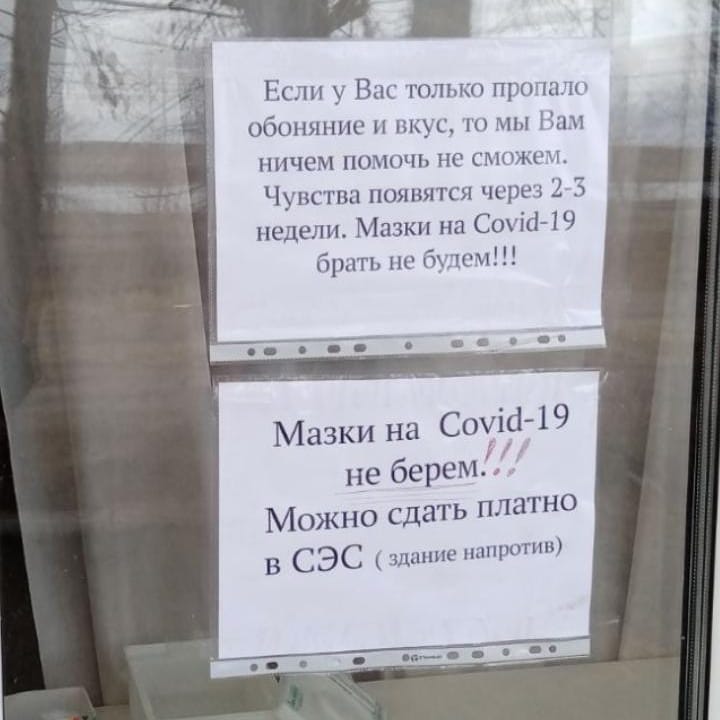 Если у Вас только пропало
обоняние и вкус, то мы Вам
ничем помочь не сможем.
Чувства появятся через 2-3
недели. Мазки на Covid-19
брать не будем!!!
Мазки на Covid-19
не берем.!!!
Можно сдать платно
в СЭС ( здание напротив)